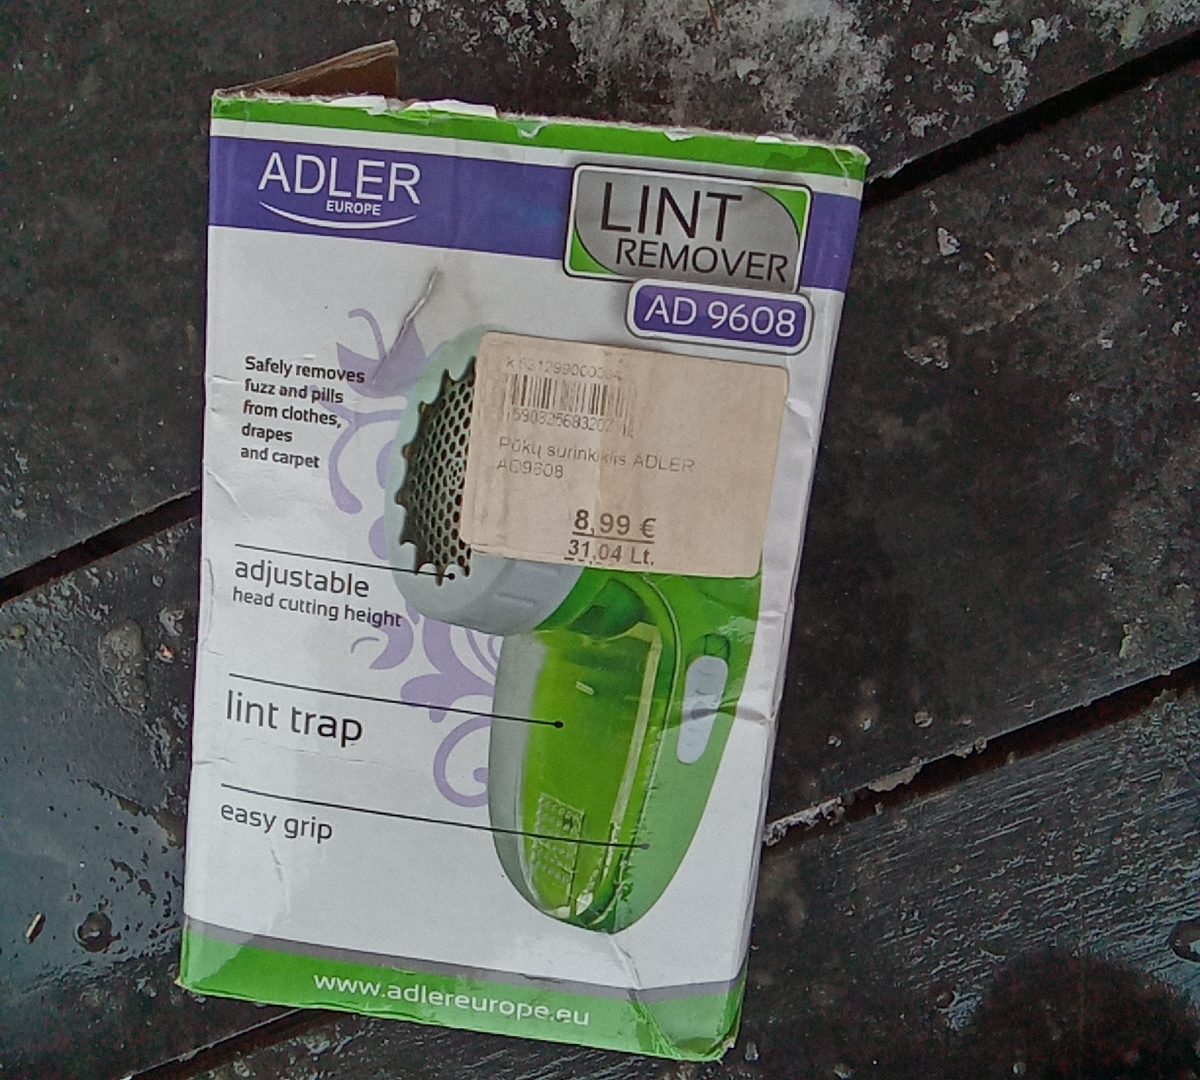 ADLER
EUROPE
LINT
REMOVER
AD 9608
Safely removes
fuzz and pills
from clothes,
drapes
and carpet
Pūkų surinkiklis ADLER
AD9608
8,99 €
31,04 Lt.
adjustable
head cutting height
lint trap
easy grip
www.adlereurope.eu